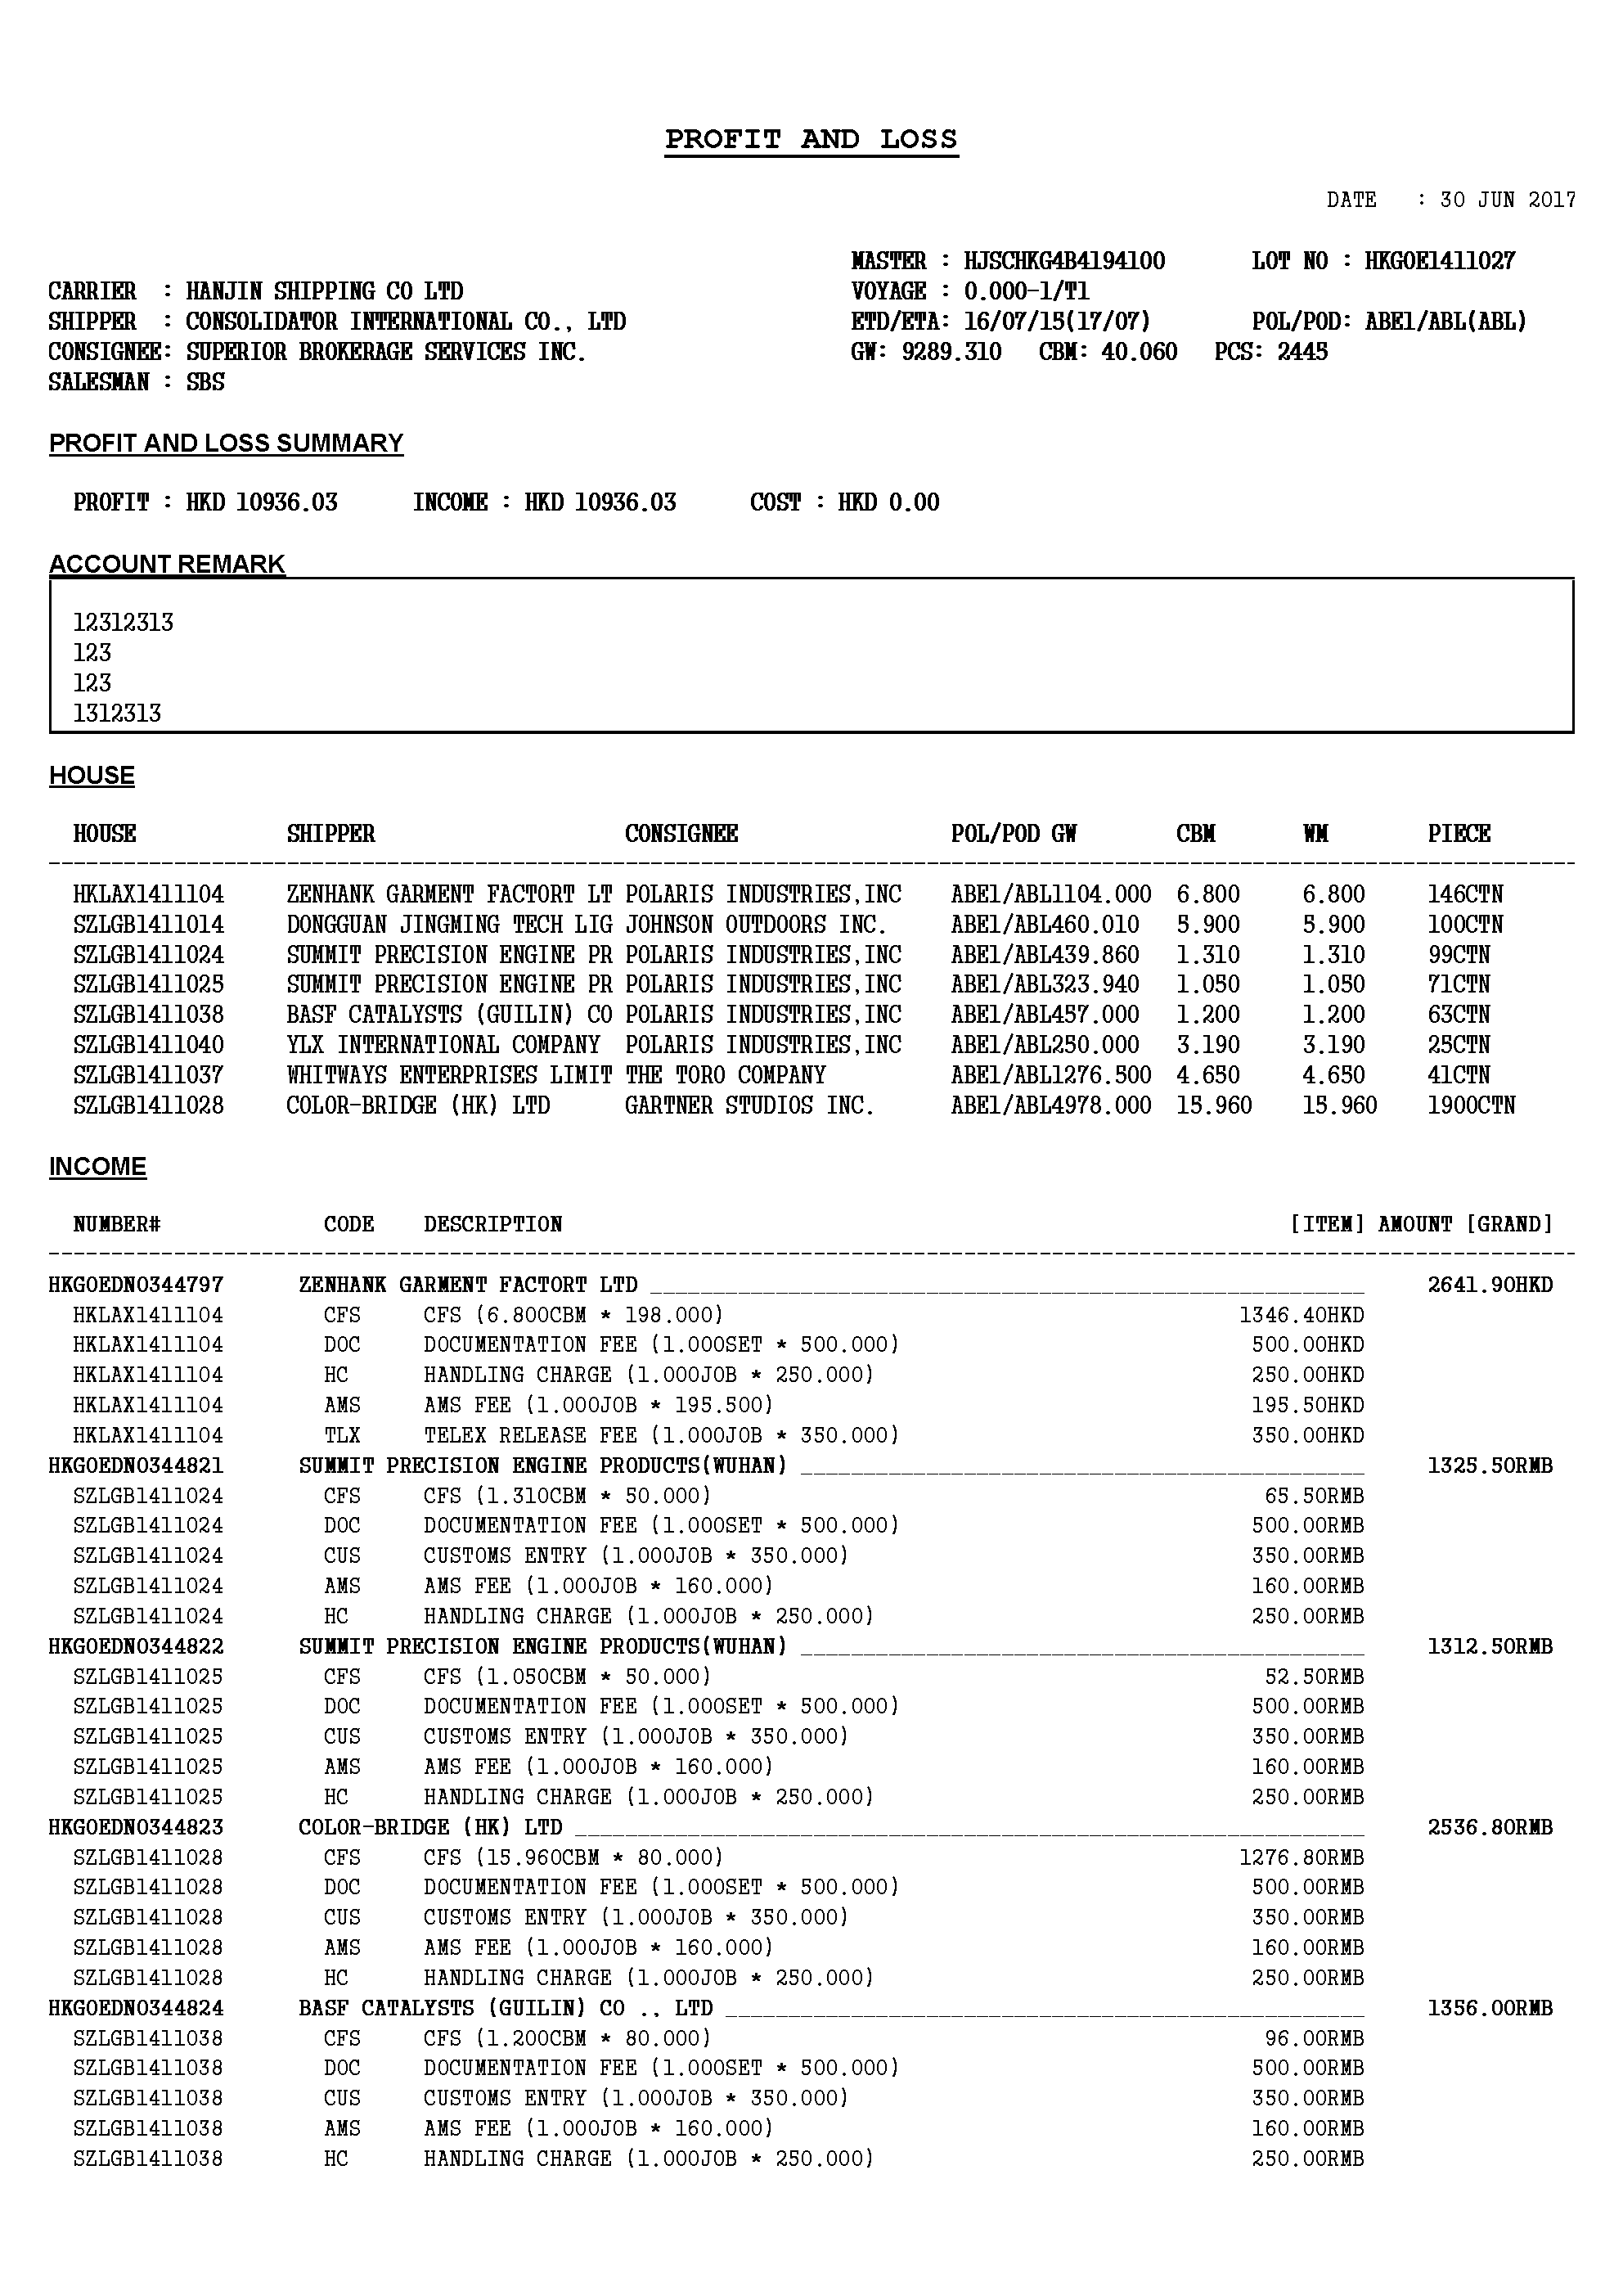 PROFIT AND LOSS
DATE : 30 JUN 2017
MASTER : HJSCHKG4B4194100 LOT NO : HKGOE1411027
CARRIER : HANJIN SHIPPING CO LTD VOYAGE : 0.000-1/T1
SHIPPER : CONSOLIDATOR INTERNATIONAL CO., LTD ETD/ETA: 16/07/15(17/07) POL/POD: ABE1/ABL(ABL)
CONSIGNEE: SUPERIOR BROKERAGE SERVICES INC. GW: 9289.310 CBM: 40.060 PCS: 2445
SALESMAN : SBS
PROFIT AND LOSS SUMMARY
PROFIT : HKD 10936.03 INCOME : HKD 10936.03 COST : HKD 0.00
ACCOUNT REMARK
12312313
123
123
1312313
HOUSE
HOUSE SHIPPER CONSIGNEE POL/POD GW CBM WM PIECE
HKLAX1411104 ZENHANK GARMENT FACTORT LT POLARIS INDUSTRIES,INC ABE1/ABL1104.000 6.800 6.800 146CTN
SZLGB1411014 DONGGUAN JINGMING TECH LIG JOHNSON OUTDOORS INC. ABE1/ABL460.010 5.900 5.900 100CTN
SZLGB1411024 SUMMIT PRECISION ENGINE PR POLARIS INDUSTRIES,INC ABE1/ABL439.860 1.310 1.310 99CTN
SZLGB1411025 SUMMIT PRECISION ENGINE PR POLARIS INDUSTRIES,INC ABE1/ABL323.940 1.050 1.050 71CTN
SZLGB1411038 BASF CATALYSTS (GUILIN) CO POLARIS INDUSTRIES,INC ABE1/ABL457.000 1.200 1.200 63CTN
SZLGB1411040 YLX INTERNATIONAL COMPANY POLARIS INDUSTRIES,INC ABE1/ABL250.000 3.190 3.190 25CTN
SZLGB1411037 WHITWAYS ENTERPRISES LIMIT THE TORO COMPANY ABE1/ABL1276.500 4.650 4.650 41CTN
SZLGB1411028 COLOR-BRIDGE (HK) LTD GARTNER STUDIOS INC. ABE1/ABL4978.000 15.960 15.960 1900CTN
INCOME
NUMBER# CODE DESCRIPTION [ITEM] AMOUNT [GRAND]
HKGOEDN0344797 ZENHANK GARMENT FACTORT LTD 2641.90HKD
HKLAX1411104 CFS CFS (6.800CBM * 198.000) 1346.40HKD
HKLAX1411104 DOC DOCUMENTATION FEE (1.000SET * 500.000) 500.00HKD
HKLAX1411104 HC HANDLING CHARGE (1.000JOB * 250.000) 250.00HKD
HKLAX1411104 AMS AMS FEE (1.000JOB * 195.500) 195.50HKD
HKLAX1411104 TLX TELEX RELEASE FEE (1.000JOB * 350.000) 350.00HKD
HKGOEDN0344821 SUMMIT PRECISION ENGINE PRODUCTS(WUHAN) 1325.50RMB
SZLGB1411024 CFS CFS (1.310CBM * 50.000) 65.50RMB
SZLGB1411024 DOC DOCUMENTATION FEE (1.000SET * 500.000) 500.00RMB
SZLGB1411024 CUS CUSTOMS ENTRY (1.000JOB * 350.000) 350.00RMB
SZLGB1411024 AMS AMS FEE (1.000JOB * 160.000) 160.00RMB
SZLGB1411024 HC HANDLING CHARGE (1.000JOB * 250.000) 250.00RMB
HKGOEDN0344822 SUMMIT PRECISION ENGINE PRODUCTS(WUHAN) 1312.50RMB
SZLGB1411025 CFS CFS (1.050CBM * 50.000) 52.50RMB
SZLGB1411025 DOC DOCUMENTATION FEE (1.000SET * 500.000) 500.00RMB
SZLGB1411025 CUS CUSTOMS ENTRY (1.000JOB * 350.000) 350.00RMB
SZLGB1411025 AMS AMS FEE (1.000JOB * 160.000) 160.00RMB
SZLGB1411025 HC HANDLING CHARGE (1.000JOB * 250.000) 250.00RMB
HKGOEDN0344823 COLOR-BRIDGE (HK) LTD 2536.80RMB
SZLGB1411028 CFS CFS (15.960CBM * 80.000) 1276.80RMB
SZLGB1411028 DOC DOCUMENTATION FEE (1.000SET * 500.000) 500.00RMB
SZLGB1411028 CUS CUSTOMS ENTRY (1.000JOB * 350.000) 350.00RMB
SZLGB1411028 AMS AMS FEE (1.000JOB * 160.000) 160.00RMB
SZLGB1411028 HC HANDLING CHARGE (1.000JOB * 250.000) 250.00RMB
HKGOEDN0344824 BASF CATALYSTS (GUILIN) CO ., LTD 1356.00RMB
SZLGB1411038 CFS CFS (1.200CBM * 80.000) 96.00RMB
SZLGB1411038 DOC DOCUMENTATION FEE (1.000SET * 500.000) 500.00RMB
SZLGB1411038 CUS CUSTOMS ENTRY (1.000JOB * 350.000) 350.00RMB
SZLGB1411038 AMS AMS FEE (1.000JOB * 160.000) 160.00RMB
SZLGB1411038 HC HANDLING CHARGE (1.000JOB * 250.000) 250.00RMB